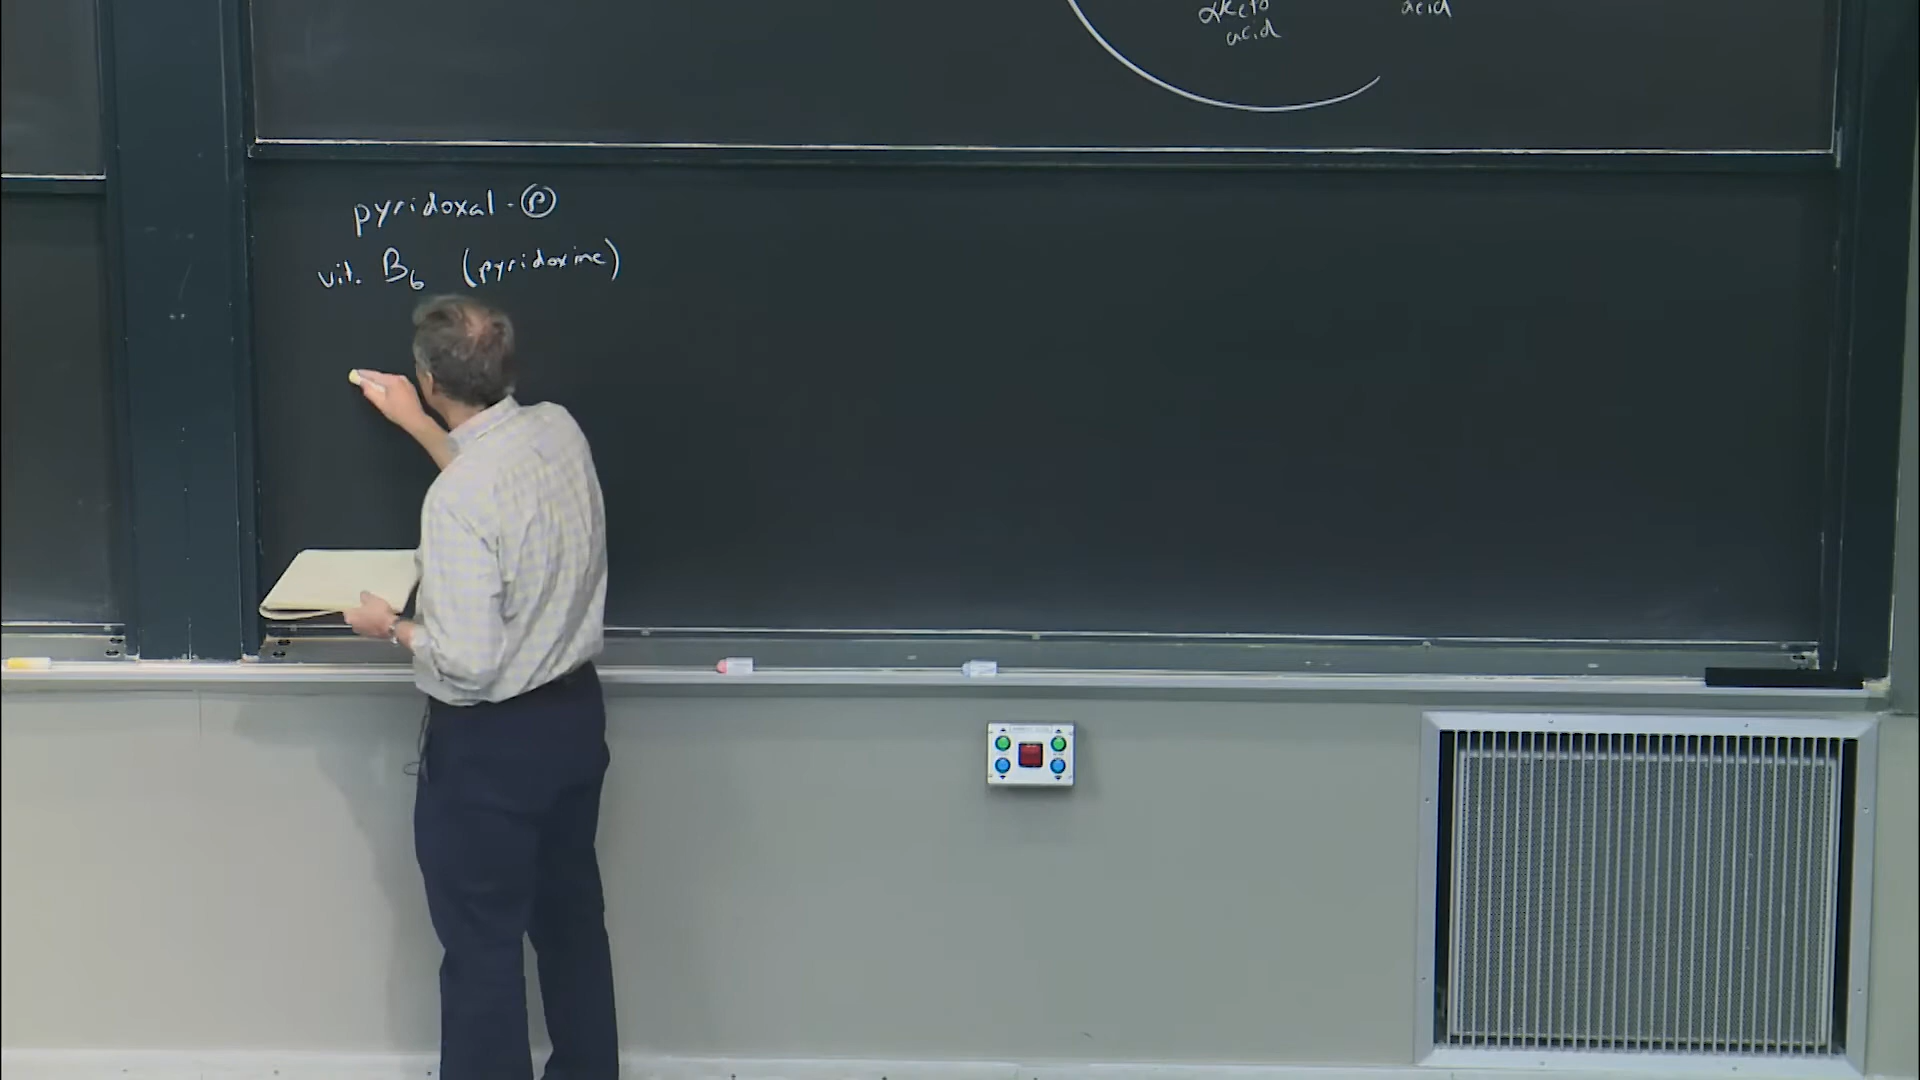 αketo acid
acid
pyridoxal - Ⓟ
vit. B₆ (pyridoxine)